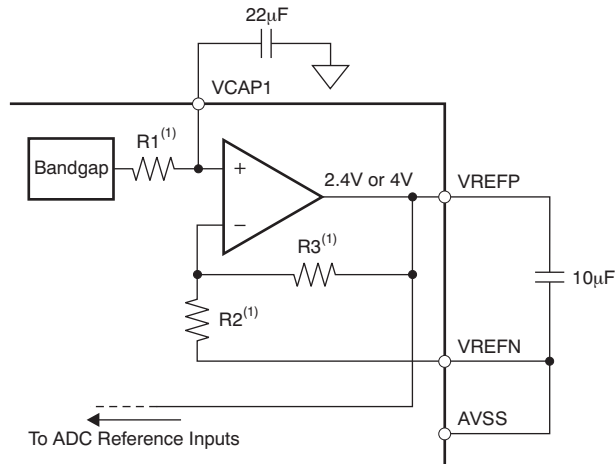 22μF
VCAP1
R1(1)
Bandgap
+
2.4V or 4V
VREFP
−
R3(1)
10μF
R2(1)
VREFN
AVSS
To ADC Reference Inputs